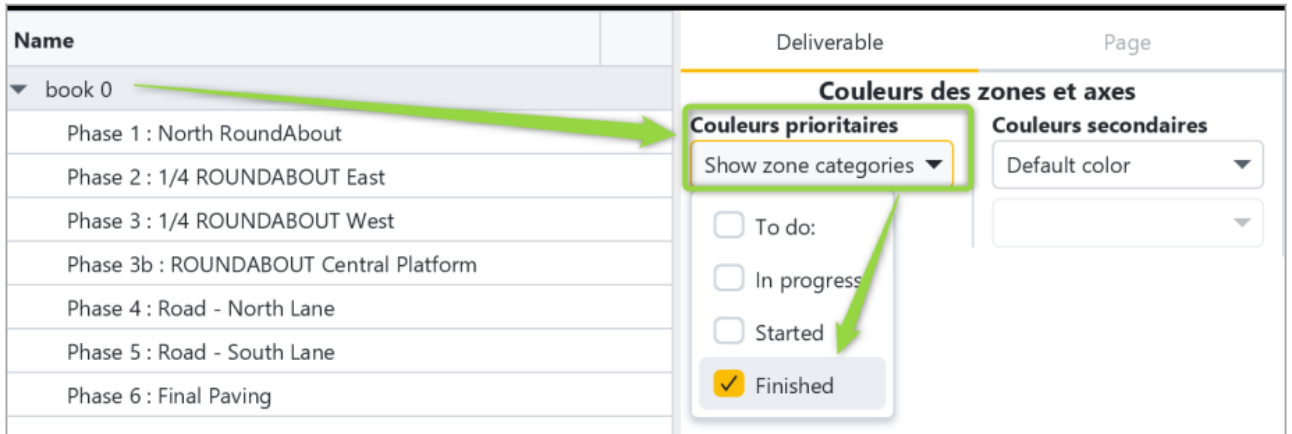 Name
book 0
Phase 1 : North RoundAbout
Phase 2 : 1/4 ROUNDABOUT East
Phase 3 : 1/4 ROUNDABOUT West
Phase 3b : ROUNDABOUT Central Platform
Phase 4 : Road - North Lane
Phase 5 : Road - South Lane
Phase 6 : Final Paving
Deliverable
Page
Couleurs des zones et axes
Couleurs prioritaires
Couleurs secondaires
Show zone categories
Default color
To do:
In progress
Started
Finished